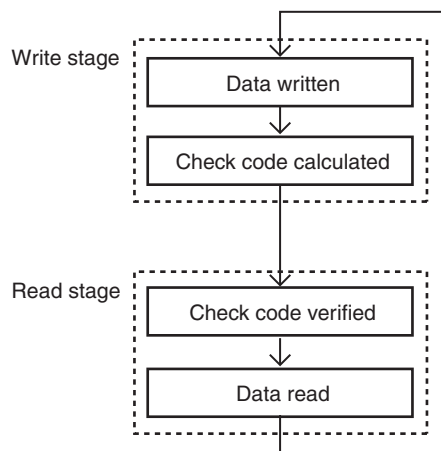 Write stage
Data written
Check code calculated
Read stage
Check code verified
Data read